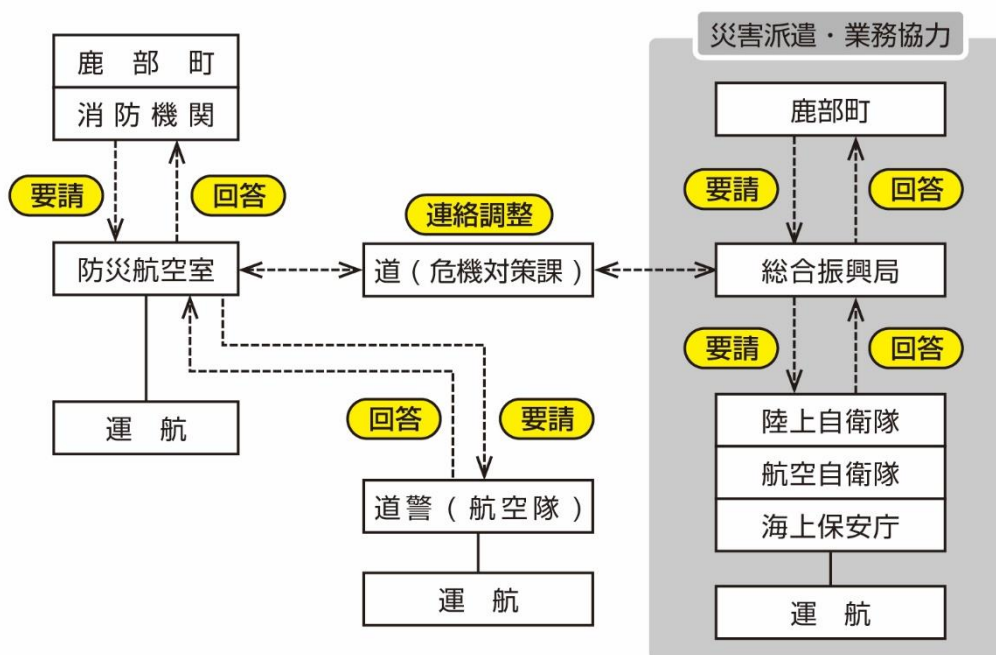 災害派遣・業務協力
鹿部町
消防機関
鹿部町
要請
回答
連絡調整
要請
回答
防災航空室
道(危機対策課)
総合振興局
要請
回答
運航
回答
要請
陸上自衛隊
航空自衛隊
海上保安庁
道警(航空隊)
運航
運航